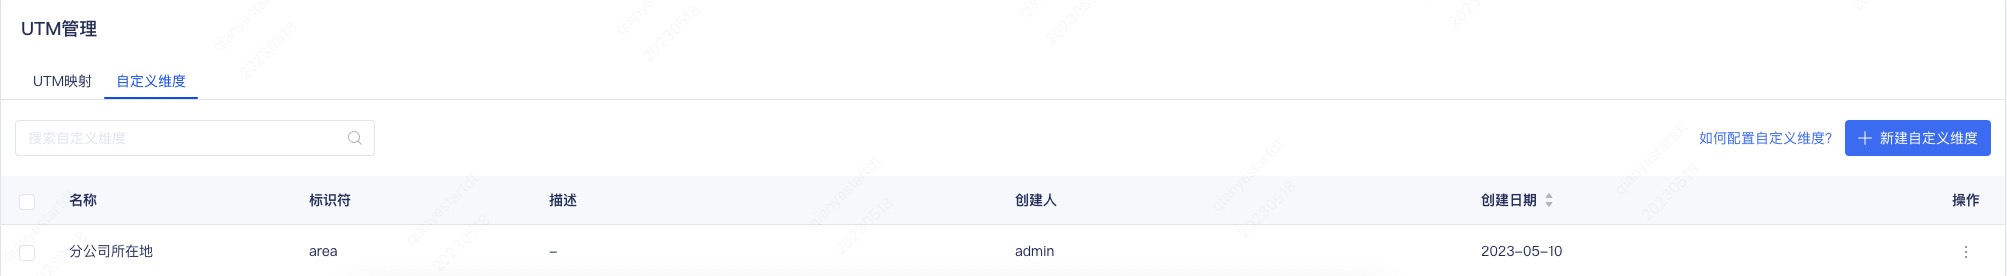 UTM管理
UTM映射 自定义维度
搜索自定义维度
如何配置自定义维度? 新建自定义维度
名称 标识符 描述 创建人 创建日期 操作
分公司所在地 area – admin 2023-05-10